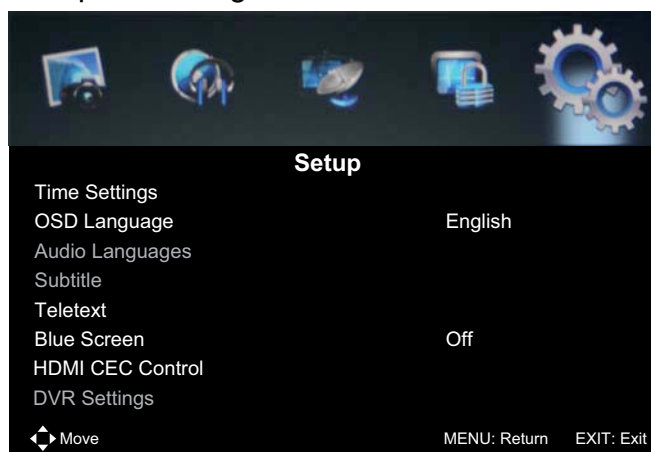 Setup
Time Settings
OSD Language English
Audio Languages
Subtitle
Teletext
Blue Screen Off
HDMI CEC Control
DVR Settings
Move MENU: Return EXIT: Exit